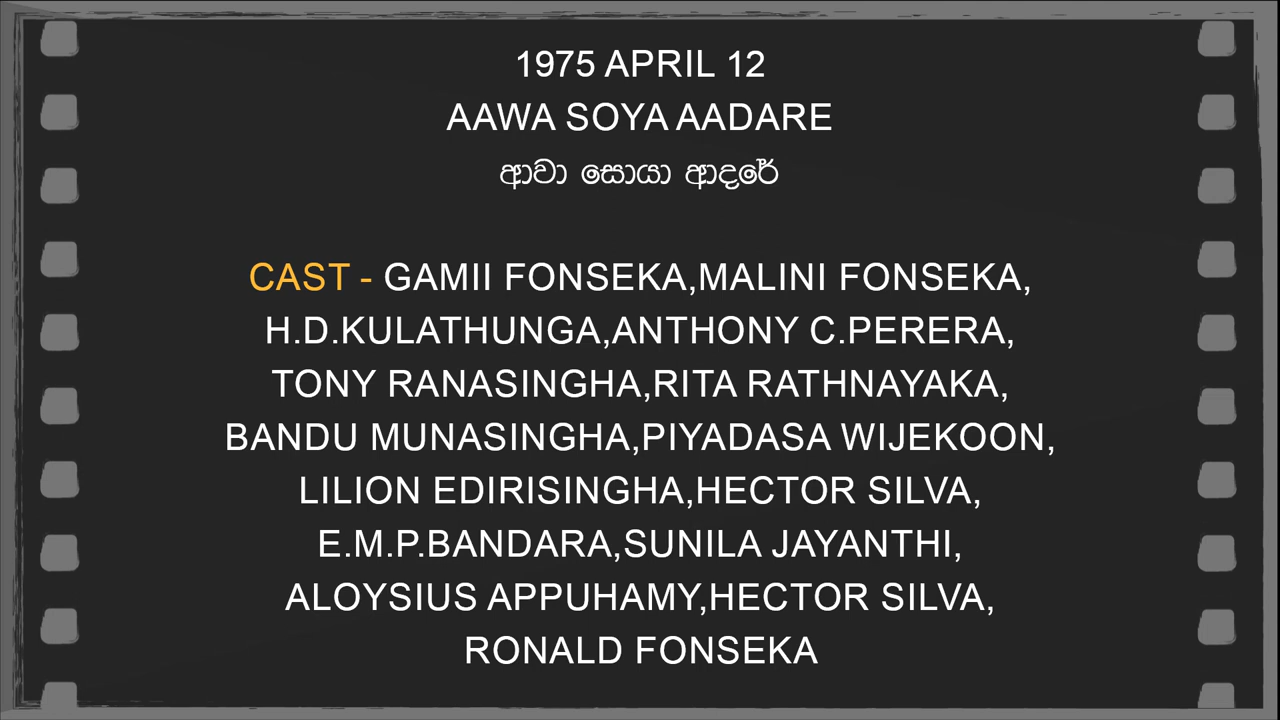 1975 APRIL 12
AAWA SOYA AADARE
ආවා සොයා ආදරේ
CAST - GAMII FONSEKA,MALINI FONSEKA,
H.D.KULATHUNGA,ANTHONY C.PERERA,
TONY RANASINGHA,RITA RATHNAYAKA,
BANDU MUNASINGHA,PIYADASA WIJEKOON,
LILION EDIRISINGHA,HECTOR SILVA,
E.M.P.BANDARA,SUNILA JAYANTHI,
ALOYSIUS APPUHAMY,HECTOR SILVA,
RONALD FONSEKA